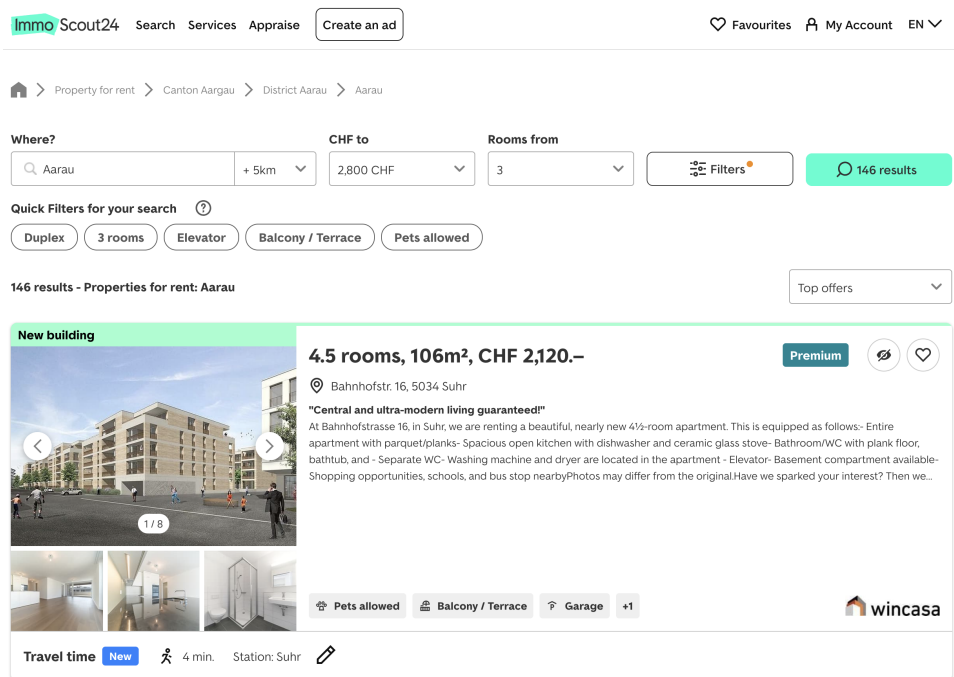 ImmoScout24 Search Services Appraise Create an ad Favourites My Account EN
Property for rent Canton Aargau District Aarau Aarau
Where? CHF to Rooms from
Aarau + 5km 2,800 CHF 3 Filters 146 results
Quick Filters for your search ?
Duplex 3 rooms Elevator Balcony / Terrace Pets allowed
146 results - Properties for rent: Aarau Top offers
New building
4.5 rooms, 106m², CHF 2,120.– Premium
Bahnhofstr. 16, 5034 Suhr
"Central and ultra-modern living guaranteed!"
At Bahnhofstrasse 16, in Suhr, we are renting a beautiful, nearly new 4½-room apartment. This is equipped as follows:- Entire
apartment with parquet/planks- Spacious open kitchen with dishwasher and ceramic glass stove- Bathroom/WC with plank floor,
bathtub, and - Separate WC- Washing machine and dryer are located in the apartment - Elevator- Basement compartment available-
Shopping opportunities, schools, and bus stop nearbyPhotos may differ from the original.Have we sparked your interest? Then we...
1 / 8
Pets allowed Balcony / Terrace Garage +1 wincasa
Travel time New 4 min. Station: Suhr